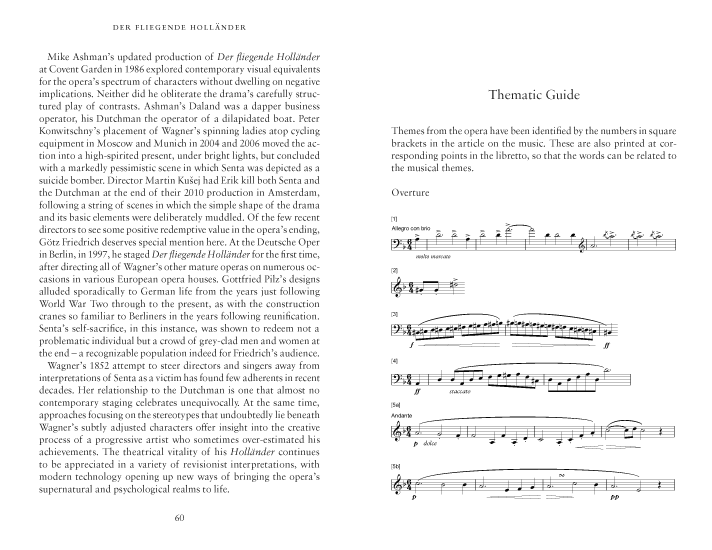 DER FLIEGENDE HOLLÄNDER
Mike Ashman’s updated production of Der fliegende Holländer
at Covent Garden in 1986 explored contemporary visual equivalents
for the opera’s spectrum of characters without dwelling on negative
implications. Neither did he obliterate the drama’s carefully struc-
tured play of contrasts. Ashman’s Daland was a dapper business
operator, his Dutchman the operator of a dilapidated boat. Peter
Konwitschny’s placement of Wagner’s spinning ladies atop cycling
equipment in Moscow and Munich in 2004 and 2006 moved the ac-
tion into a high-spirited present, under bright lights, but concluded
with a markedly pessimistic scene in which Senta was depicted as a
suicide bomber. Director Martin Kušej had Erik kill both Senta and
the Dutchman at the end of their 2010 production in Amsterdam,
following a string of scenes in which the simple shape of the drama
and its basic elements were deliberately muddled. Of the few recent
directors to see some positive redemptive value in the opera’s ending,
Götz Friedrich deserves special mention here. At the Deutsche Oper
in Berlin, in 1997, he staged Der fliegende Holländer for the first time,
after directing all of Wagner’s other mature operas on numerous oc-
casions in various European opera houses. Gottfried Pilz’s designs
alluded sporadically to German life from the years just following
World War Two through to the present, as with the construction
cranes so familiar to Berliners in the years following reunification.
Senta’s self-sacrifice, in this instance, was shown to redeem not a
problematic individual but a crowd of grey-clad men and women at
the end – a recognizable population indeed for Friedrich’s audience.
Wagner’s 1852 attempt to steer directors and singers away from
interpretations of Senta as a victim has found few adherents in recent
decades. Her relationship to the Dutchman is one that almost no
contemporary staging celebrates unequivocally. At the same time,
approaches focusing on the stereotypes that undoubtedly lie beneath
Wagner’s subtly adjusted characters offer insight into the creative
process of a progressive artist who sometimes over-estimated his
achievements. The theatrical vitality of his Holländer continues
to be appreciated in a variety of revisionist interpretations, with
modern technology opening up new ways of bringing the opera’s
supernatural and psychological realms to life.
60
Thematic Guide
Themes from the opera have been identified by the numbers in square
brackets in the article on the music. These are also printed at cor-
responding points in the libretto, so that the words can be related to
the musical themes.
Overture
[1]
Allegro con brio
molto marcato
[2]
[3]
f ff
[4]
ff staccato
[5a]
Andante
p dolce
[5b]
p pp